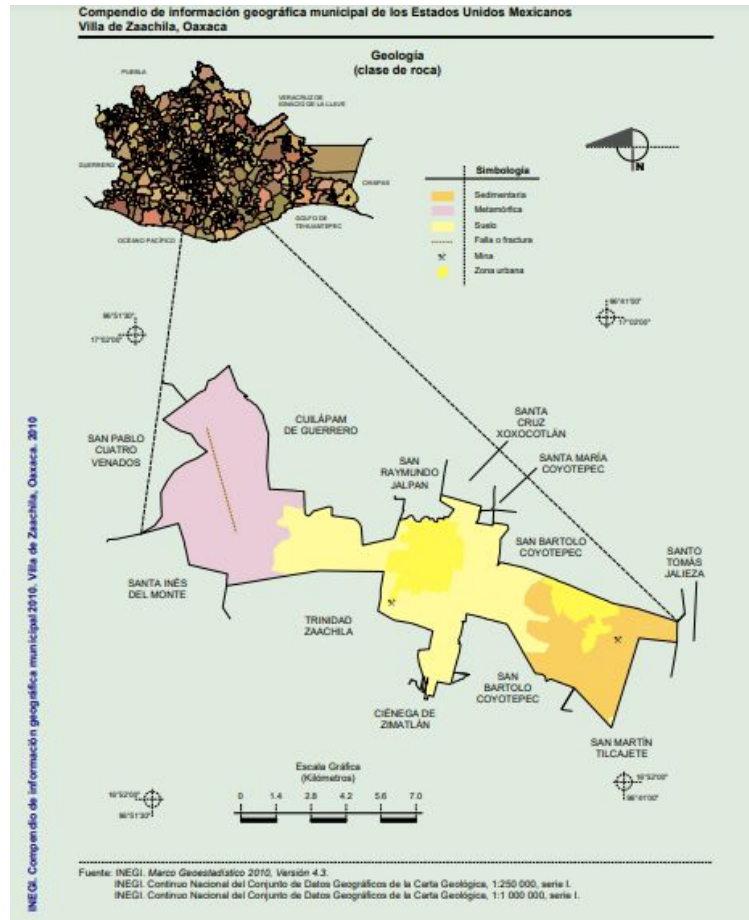 Compendio de información geográfica municipal de los Estados Unidos Mexicanos
Villa de Zaachila, Oaxaca
Geología
(clase de roca)
PUEBLA
VERACRUZ DE
IGNACIO DE LA LLAVE
GUERRERO
CHIAPAS
GOLFO DE
TEHUANTEPEC
OCÉANO PACÍFICO
N
Simbología
Sedimentaria
Metamórfica
Suelo
Falla o fractura
Mina
Zona urbana
96°51'30"
17°02'00"
96°41'00"
17°02'00"
SAN PABLO
CUATRO
VENADOS
CUILÁPAM
DE GUERRERO
SAN
RAYMUNDO
JALPAN
SANTA
CRUZ
XOXOCOTLÁN
SANTA MARÍA
COYOTEPEC
SAN BARTOLO
COYOTEPEC
SANTO
TOMÁS
JALIEZA
SANTA INÉS
DEL MONTE
TRINIDAD
ZAACHILA
CIÉNEGA DE
ZIMATLÁN
SAN
BARTOLO
COYOTEPEC
SAN MARTÍN
TILCAJETE
Escala Gráfica
(Kilómetros)
0 1.4 2.8 4.2 5.6 7.0
16°52'00"
96°51'30"
16°52'00"
96°41'00"
Fuente: INEGI. Marco Geoestadístico 2010, Versión 4.3.
INEGI. Continuo Nacional del Conjunto de Datos Geográficos de la Carta Geológica, 1:250 000, serie I.
INEGI. Continuo Nacional del Conjunto de Datos Geográficos de la Carta Geológica, 1:1 000 000, serie I.
INEGI. Compendio de información geográfica municipal 2010. Villa de Zaachila, Oaxaca. 2010